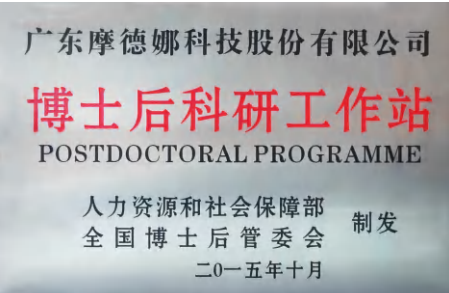 广东摩德娜科技股份有限公司
博士后科研工作站
POSTDOCTORAL PROGRAMME
人力资源和社会保障部
全国博士后管委会
制发
二〇一五年十月